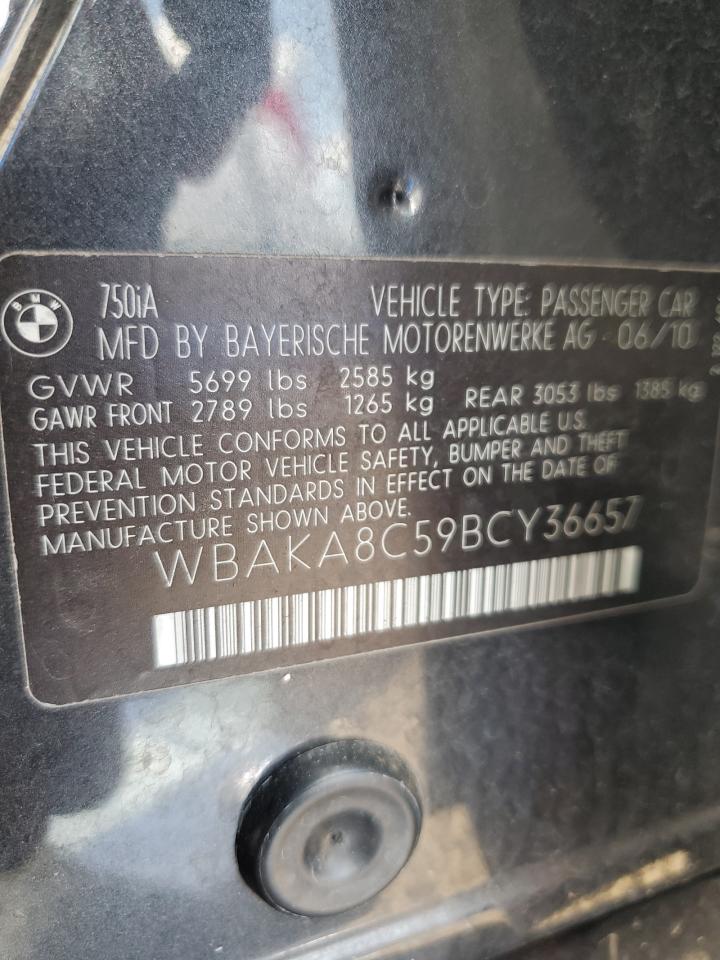 BMW
750iA VEHICLE TYPE: PASSENGER CAR
MFD BY BAYERISCHE MOTORENWERKE AG 06/10
GVWR 5699 lbs 2585 kg
GAWR FRONT 2789 lbs 1265 kg REAR 3053 lbs 1385 kg
THIS VEHICLE CONFORMS TO ALL APPLICABLE U.S.
FEDERAL MOTOR VEHICLE SAFETY, BUMPER AND THEFT
PREVENTION STANDARDS IN EFFECT ON THE DATE OF
MANUFACTURE SHOWN ABOVE.
WBAKA8C59BCY36657